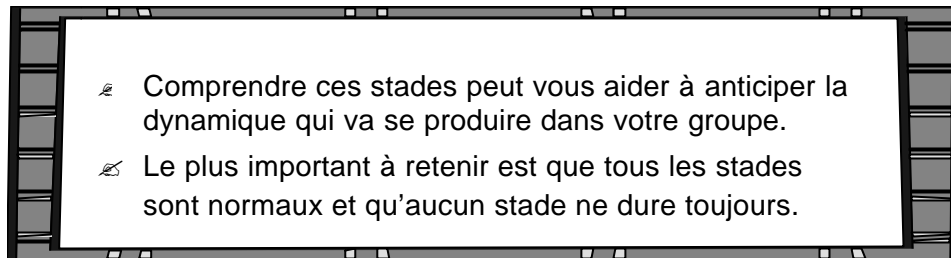 Comprendre ces stades peut vous aider à anticiper la
dynamique qui va se produire dans votre groupe.
Le plus important à retenir est que tous les stades
sont normaux et qu’aucun stade ne dure toujours.